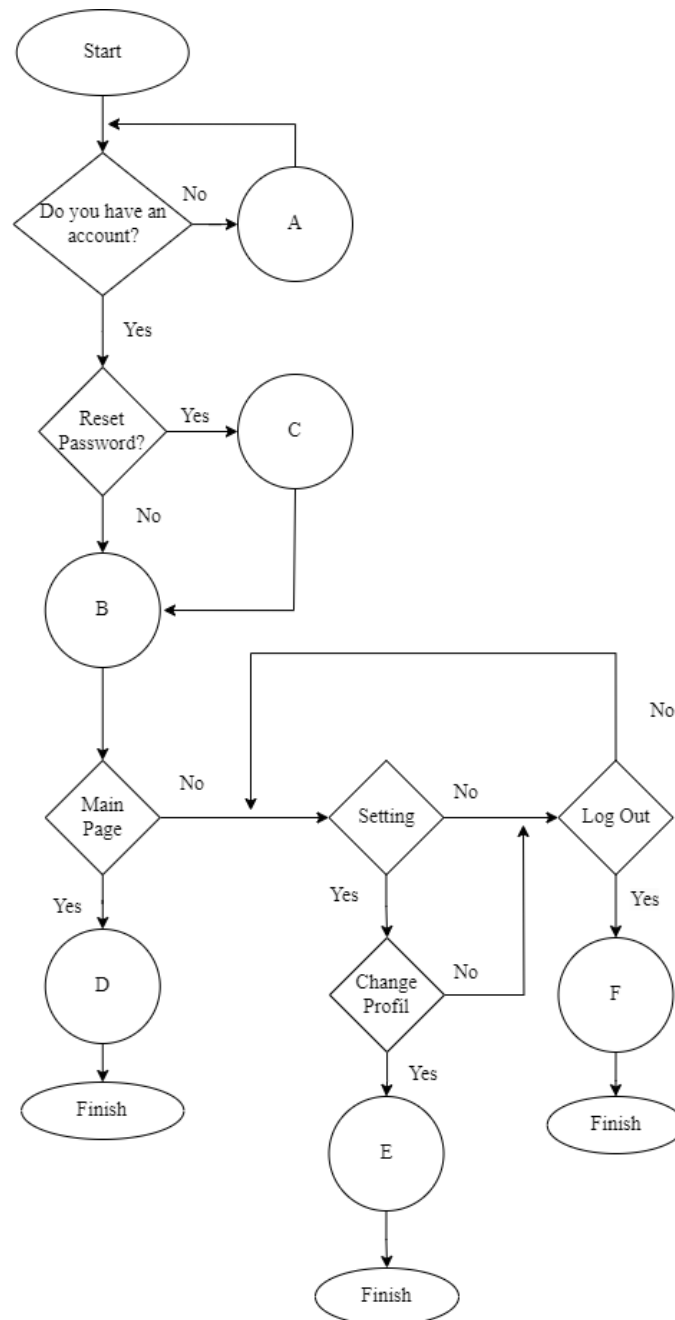 Start
No
Do you have an
account?
A
Yes
Reset
Password?
Yes
C
No
B
No
No
No
Main
Page
Setting
Log Out
Yes
Yes
Yes
D
Change
Profil
No
F
Yes
Finish
Finish
E
Finish